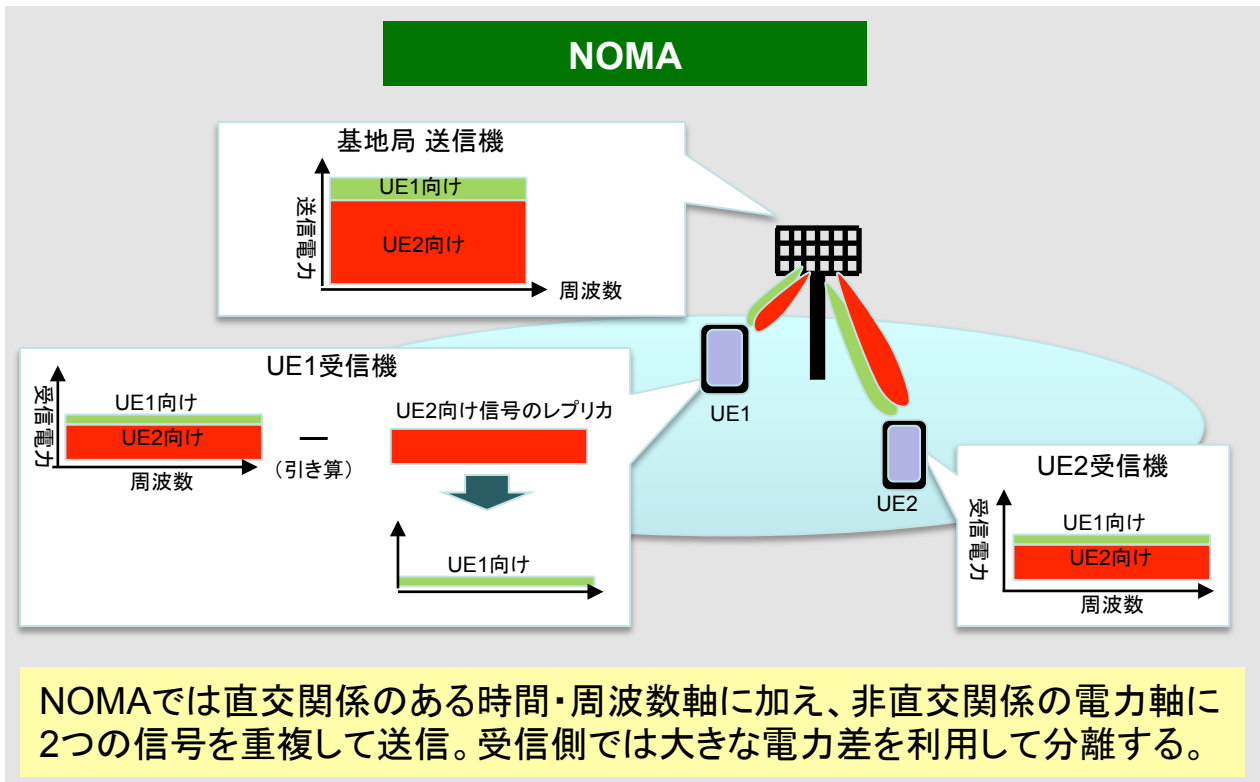 NOMA
基地局 送信機
送信電力
UE1向け
UE2向け
周波数
UE1受信機
受信電力
UE1向け
UE2向け
周波数
―
(引き算)
UE2向け信号のレプリカ
UE1向け
UE1
UE2
UE2受信機
受信電力
UE1向け
UE2向け
周波数
NOMAでは直交関係のある時間・周波数軸に加え、非直交関係の電力軸に
2つの信号を重複して送信。受信側では大きな電力差を利用して分離する。